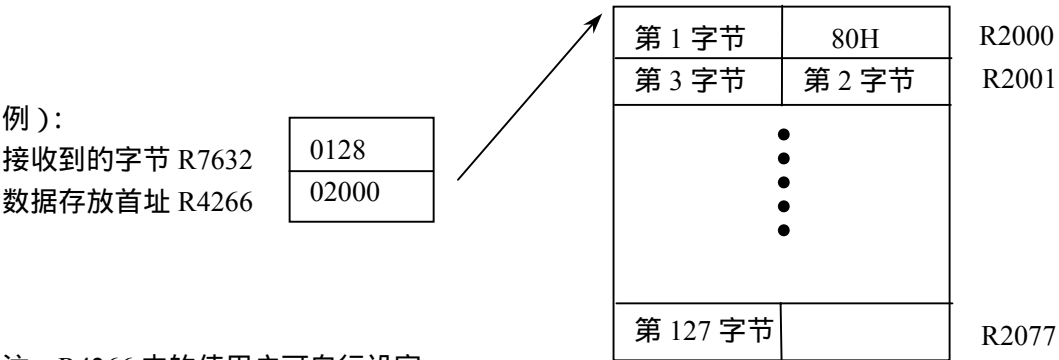 第 1 字节 80H R2000
第 3 字节 第 2 字节 R2001
例）：
接收到的字节 R7632 0128
数据存放首址 R4266 02000
第 127 字节 R2077